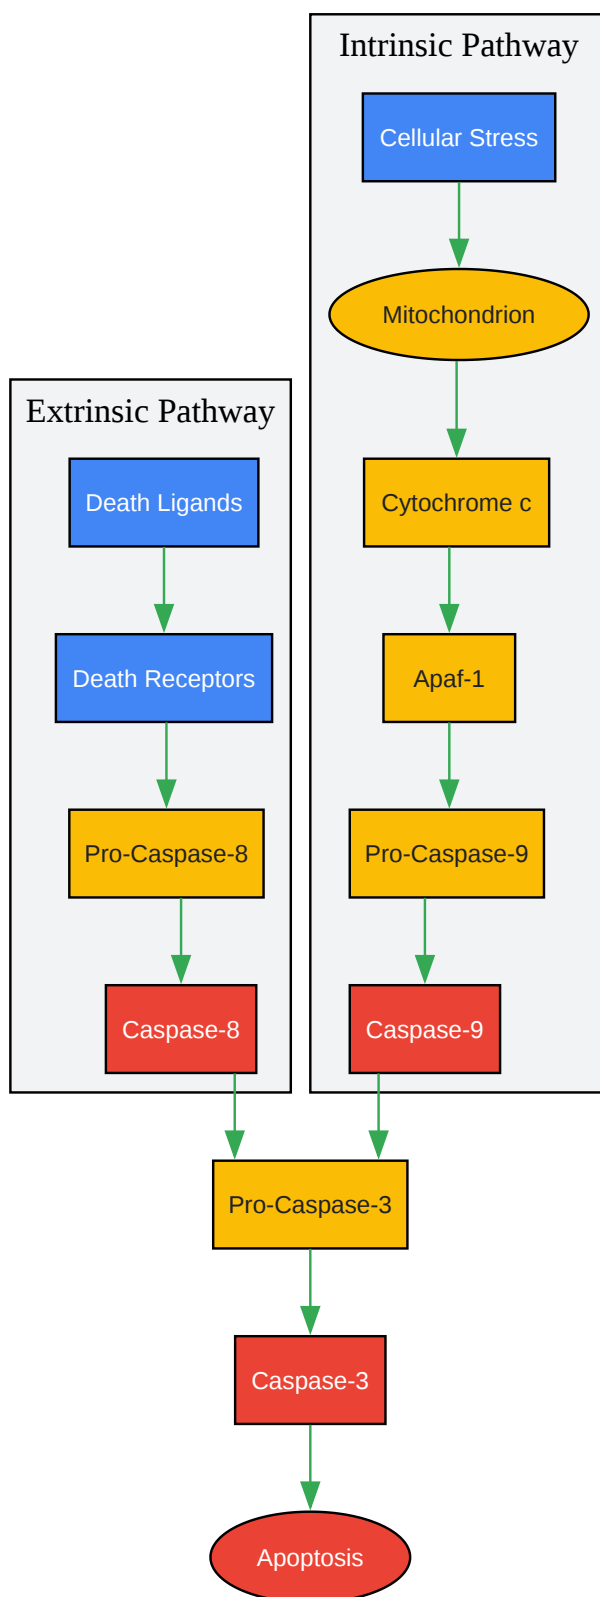 Intrinsic Pathway
Cellular Stress
Mitochondrion
Cytochrome c
Apaf-1
Pro-Caspase-9
Caspase-9
Extrinsic Pathway
Death Ligands
Death Receptors
Pro-Caspase-8
Caspase-8
Pro-Caspase-3
Caspase-3
Apoptosis